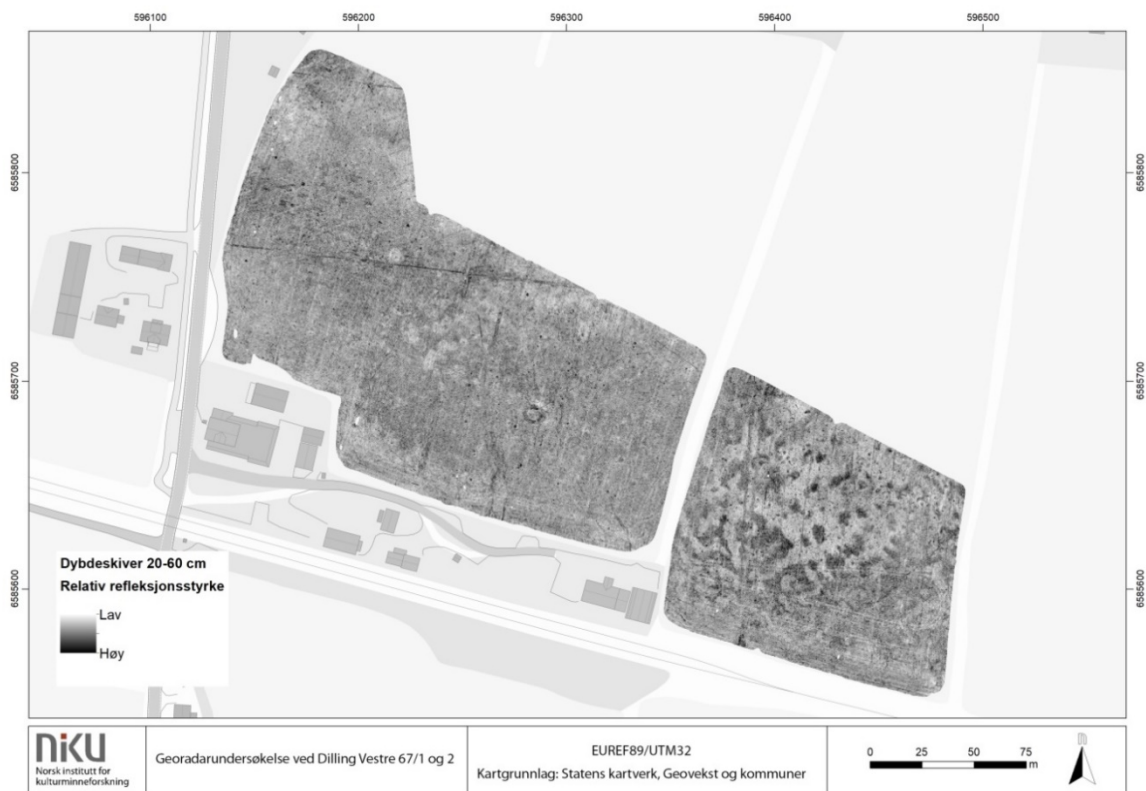 596100
596200
596300
596400
596500
6585800
6585800
6585700
6585700
6585600
6585600
Dybdeskiver 20-60 cm
Relativ refleksjonsstyrke
Lav
Høy
niku
Norsk institutt for
kulturminneforskning
Georadarundersøkelse ved Dilling Vestre 67/1 og 2
EUREF89/UTM32
Kartgrunnlag: Statens kartverk, Geovekst og kommuner
0 25 50 75
m
n